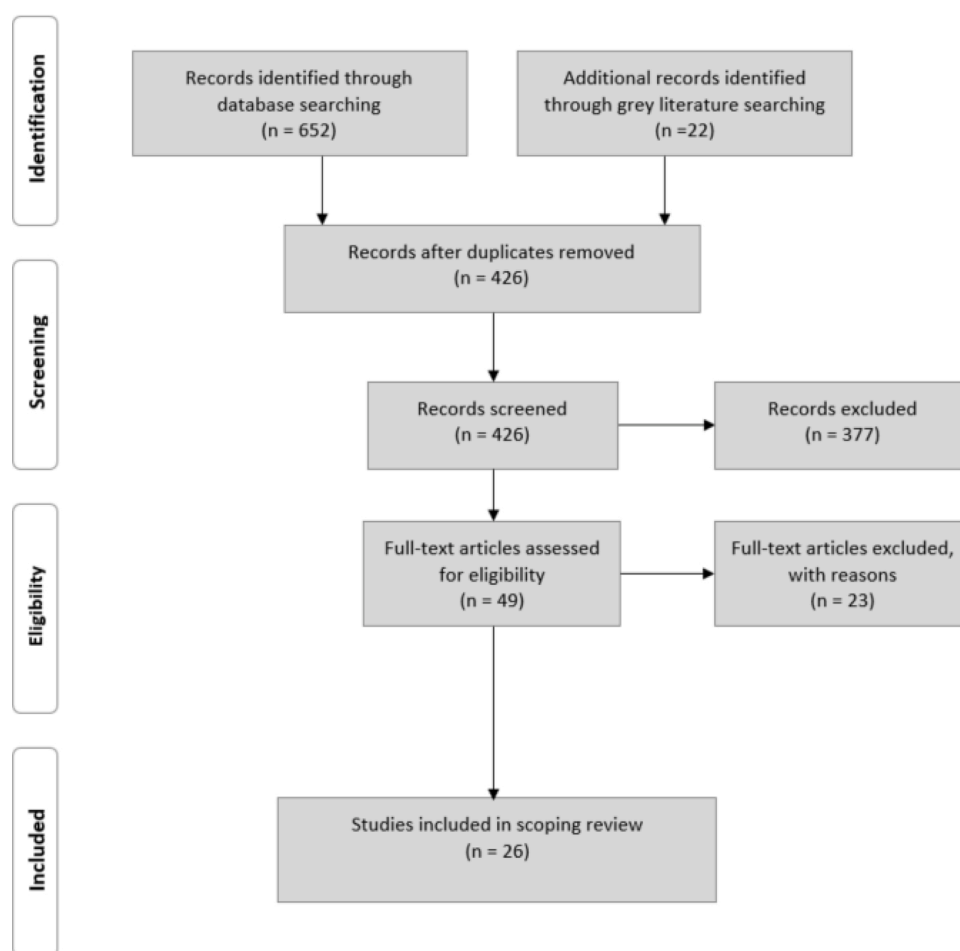 Identification
Records identified through
database searching
(n = 652)
Additional records identified
through grey literature searching
(n =22)
Records after duplicates removed
(n = 426)
Screening
Records screened
(n = 426)
Records excluded
(n = 377)
Eligibility
Full-text articles assessed
for eligibility
(n = 49)
Full-text articles excluded,
with reasons
(n = 23)
Included
Studies included in scoping review
(n = 26)